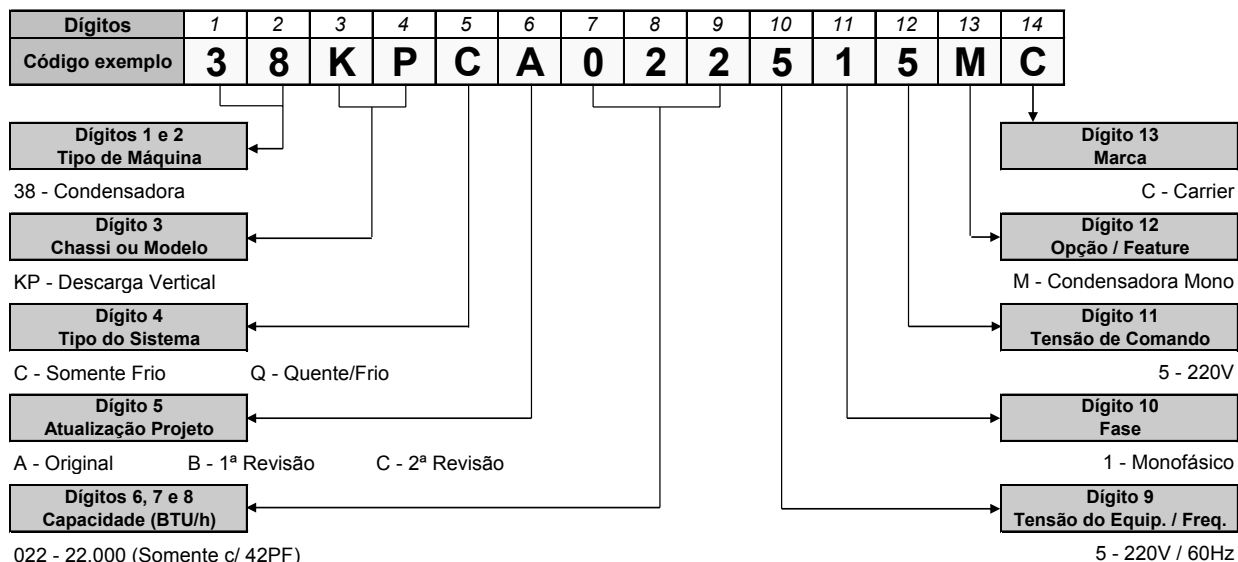 Dígitos 1 2 3 4 5 6 7 8 9 10 11 12 13 14
Código exemplo 3 8 K P C A 0 2 2 5 1 5 M C
Dígitos 1 e 2
Tipo de Máquina
38 - Condensadora
Dígito 3
Chassi ou Modelo
KP - Descarga Vertical
Dígito 4
Tipo do Sistema
C - Somente Frio Q - Quente/Frio
Dígito 5
Atualização Projeto
A - Original B - 1ª Revisão C - 2ª Revisão
Dígitos 6, 7 e 8
Capacidade (BTU/h)
022 - 22.000 (Somente c/ 42PF)
Dígito 13
Marca
C - Carrier
Dígito 12
Opção / Feature
M - Condensadora Mono
Dígito 11
Tensão de Comando
5 - 220V
Dígito 10
Fase
1 - Monofásico
Dígito 9
Tensão do Equip. / Freq.
5 - 220V / 60Hz